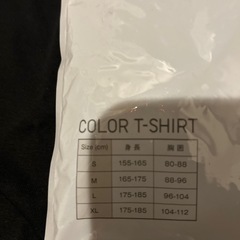 COLOR T-SHIRT
Size (cm) 身長 胸囲
S 155-165 80-88
M 165-175 88-96
L 175-185 96-104
XL 175-185 104-112